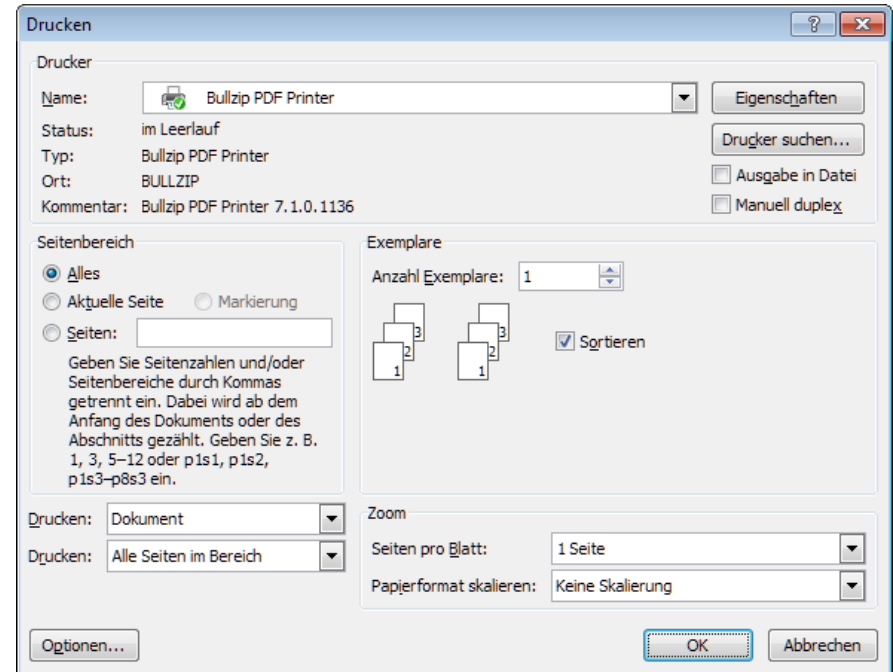 Drucken
Drucker
Name: Bullzip PDF Printer Eigenschaften
Status: im Leerlauf Drucker suchen...
Typ: Bullzip PDF Printer
Ort: BULLZIP Ausgabe in Datei
Kommentar: Bullzip PDF Printer 7.1.0.1136 Manuell duplex
Seitenbereich
Alles
Aktuelle Seite Markierung
Seiten:
Geben Sie Seitenzahlen und/oder
Seitenbereiche durch Kommas
getrennt ein. Dabei wird ab dem
Anfang des Dokuments oder des
Abschnitts gezählt. Geben Sie z. B.
1, 3, 5–12 oder p1s1, p1s2,
p1s3–p8s3 ein.
Exemplare
Anzahl Exemplare: 1
3 3
2 2
1 1
Sortieren
Drucken: Dokument
Drucken: Alle Seiten im Bereich
Zoom
Seiten pro Blatt: 1 Seite
Papierformat skalieren: Keine Skalierung
Optionen... OK Abbrechen